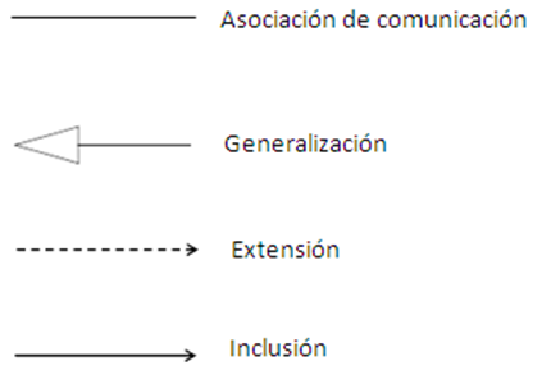 Asociación de comunicación
Generalización
Extensión
Inclusión